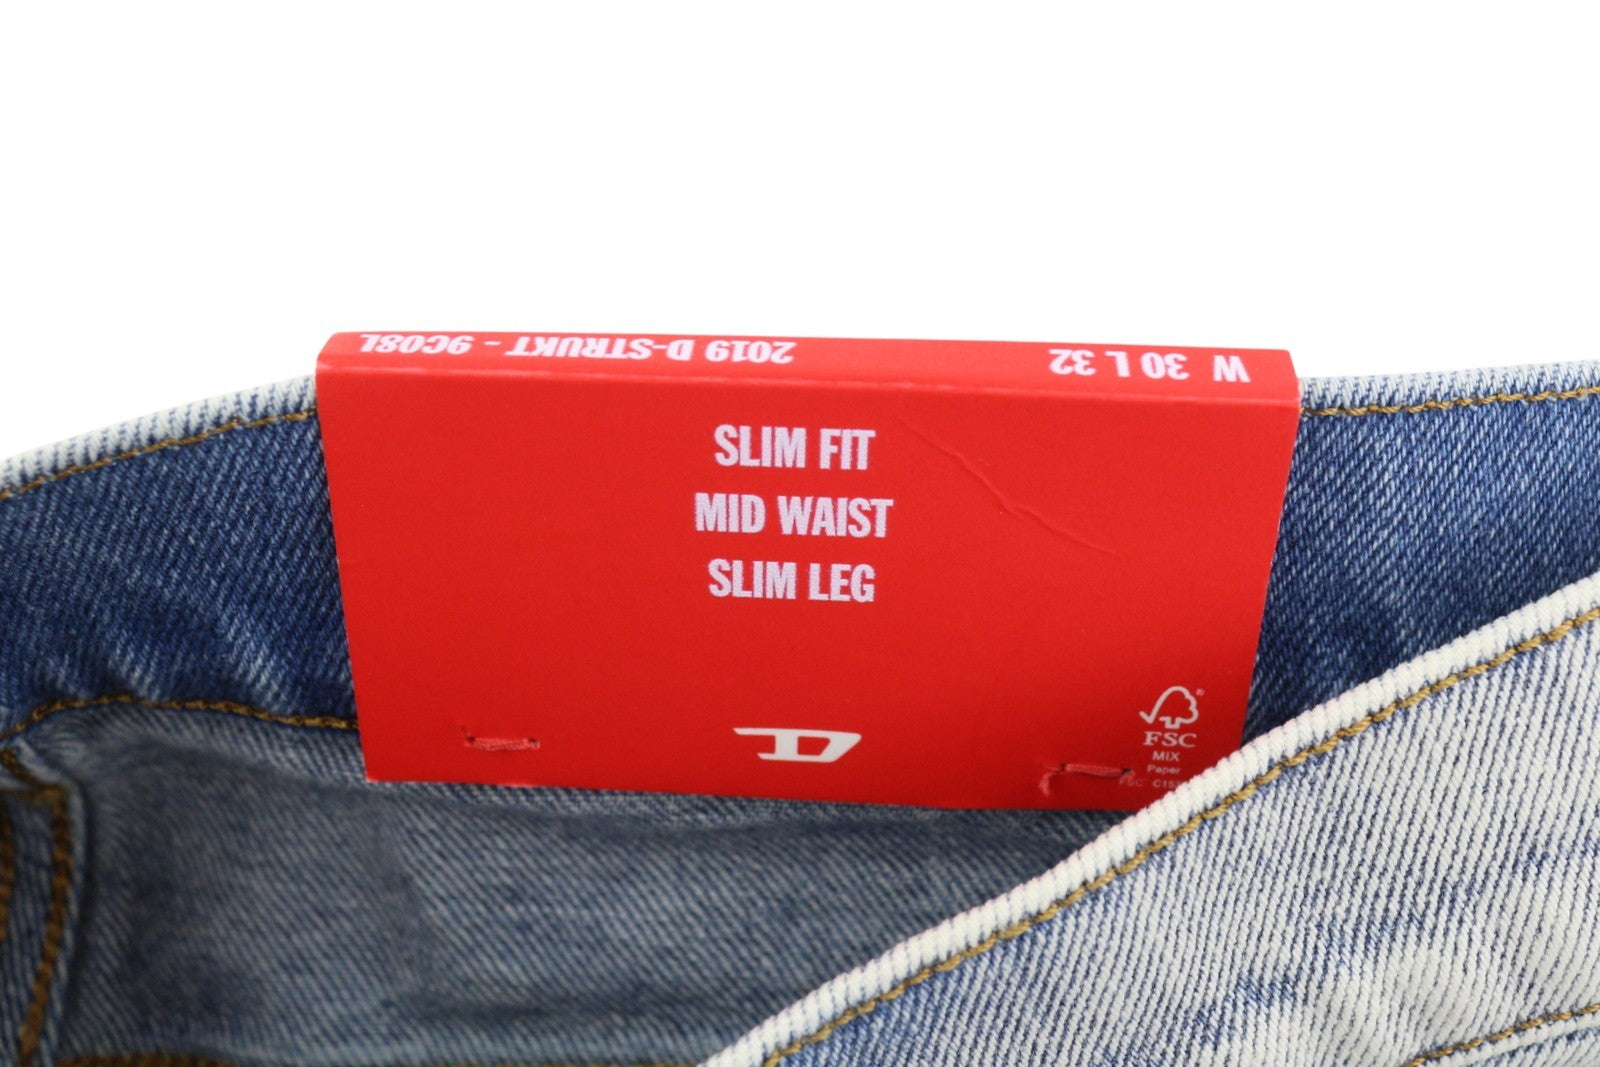 2019 D-STRUKT - 9C08L W 30 L 32
SLIM FIT
MID WAIST
SLIM LEG
D
FSC
MIX
Paper